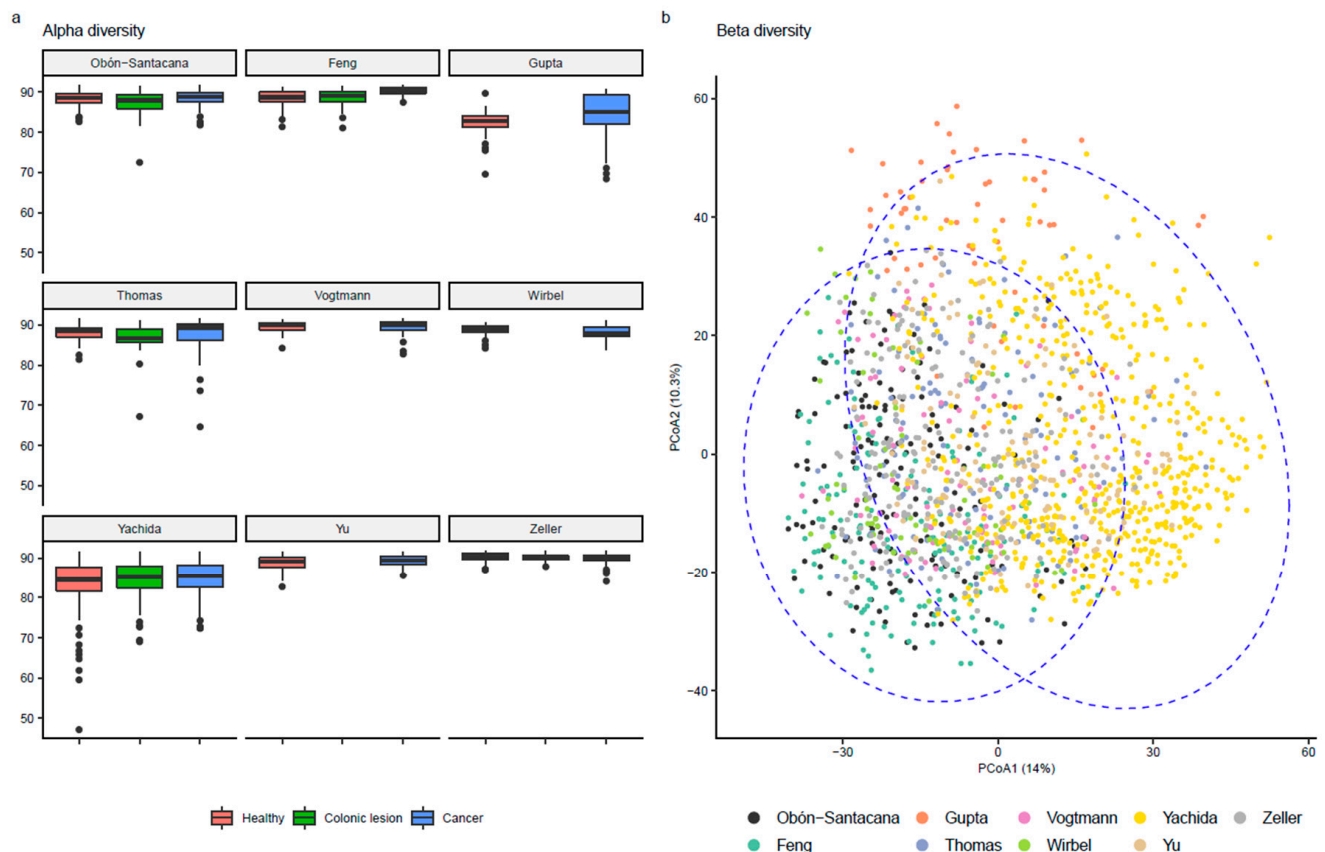 a
Alpha diversity
Obón−Santacana
Feng
Gupta
90
80
70
60
50
Thomas
Vogtmann
Wirbel
90
80
70
60
50
Yachida
Yu
Zeller
90
80
70
60
50
Healthy
Colonic lesion
Cancer
b
Beta diversity
60
40
20
0
−20
−40
PCoA2 (10.3%)
−30
0
30
60
PCoA1 (14%)
Obón−Santacana
Gupta
Vogtmann
Yachida
Zeller
Feng
Thomas
Wirbel
Yu